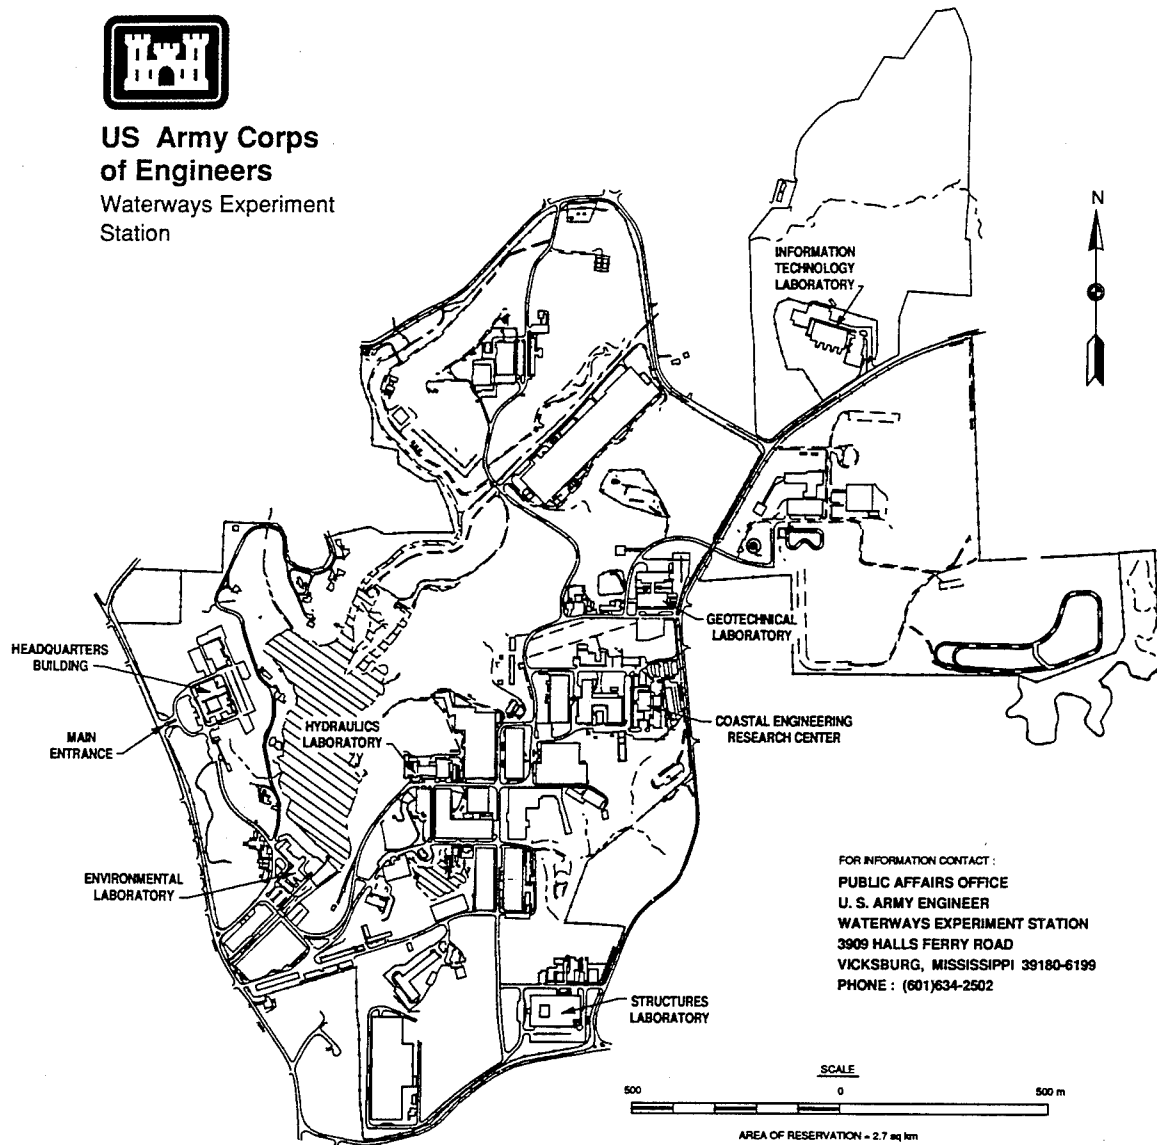 US Army Corps
of Engineers
Waterways Experiment
Station
N
INFORMATION
TECHNOLOGY
LABORATORY
GEOTECHNICAL
LABORATORY
HEADQUARTERS
BUILDING
MAIN
ENTRANCE
HYDRAULICS
LABORATORY
COASTAL ENGINEERING
RESEARCH CENTER
ENVIRONMENTAL
LABORATORY
STRUCTURES
LABORATORY
FOR INFORMATION CONTACT :
PUBLIC AFFAIRS OFFICE
U. S. ARMY ENGINEER
WATERWAYS EXPERIMENT STATION
3909 HALLS FERRY ROAD
VICKSBURG, MISSISSIPPI 39180-6199
PHONE : (601)634-2502
SCALE
500 0 500 m
AREA OF RESERVATION = 2.7 sq km